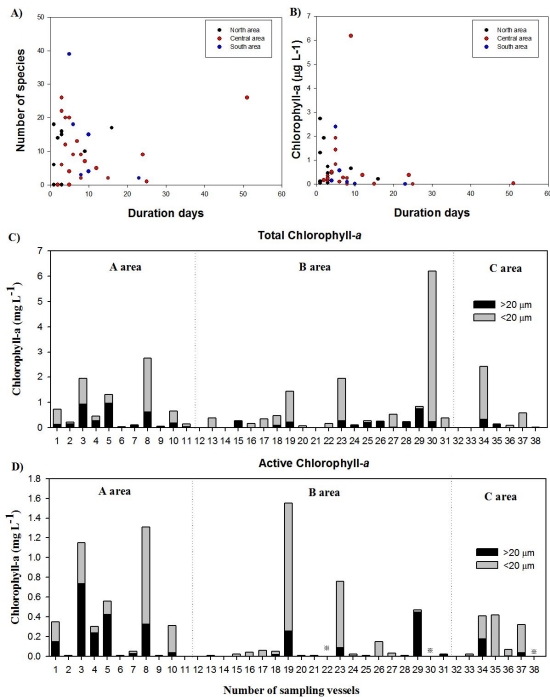 A)
North area
Central area
South area
Number of species
60
50
40
30
20
10
0
0 10 20 30 40 50 60
Duration days
B)
North area
Central area
South area
Chlorophyll-a (µg L-1)
7
6
5
4
3
2
1
0
0 10 20 30 40 50 60
Duration days
C)
Total Chlorophyll-a
A area
B area
C area
>20 µm
<20 µm
Chlorophyll-a (mg L-1)
7
6
5
4
3
2
1
0
1 2 3 4 5 6 7 8 9 10 11 12 13 14 15 16 17 18 19 20 21 22 23 24 25 26 27 28 29 30 31 32 33 34 35 36 37 38
D)
Active Chlorophyll-a
A area
B area
C area
>20 µm
<20 µm
Chlorophyll-a (mg L-1)
1.8
1.6
1.4
1.2
1.0
0.8
0.6
0.4
0.2
0.0
※ ※ ※
1 2 3 4 5 6 7 8 9 10 11 12 13 14 15 16 17 18 19 20 21 22 23 24 25 26 27 28 29 30 31 32 33 34 35 36 37 38
Number of sampling vessels